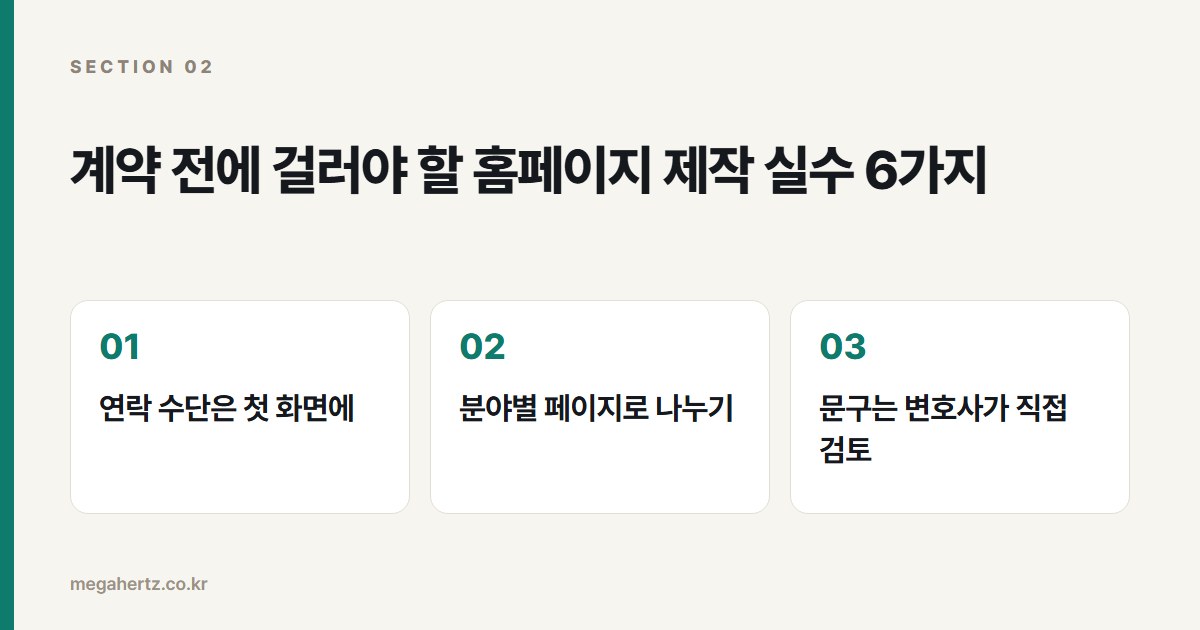 SECTION 02
계약 전에 걸러야 할 홈페이지 제작 실수 6가지
01
연락 수단은 첫 화면에
02
분야별 페이지로 나누기
03
문구는 변호사가 직접
검토
megahertz.co.kr